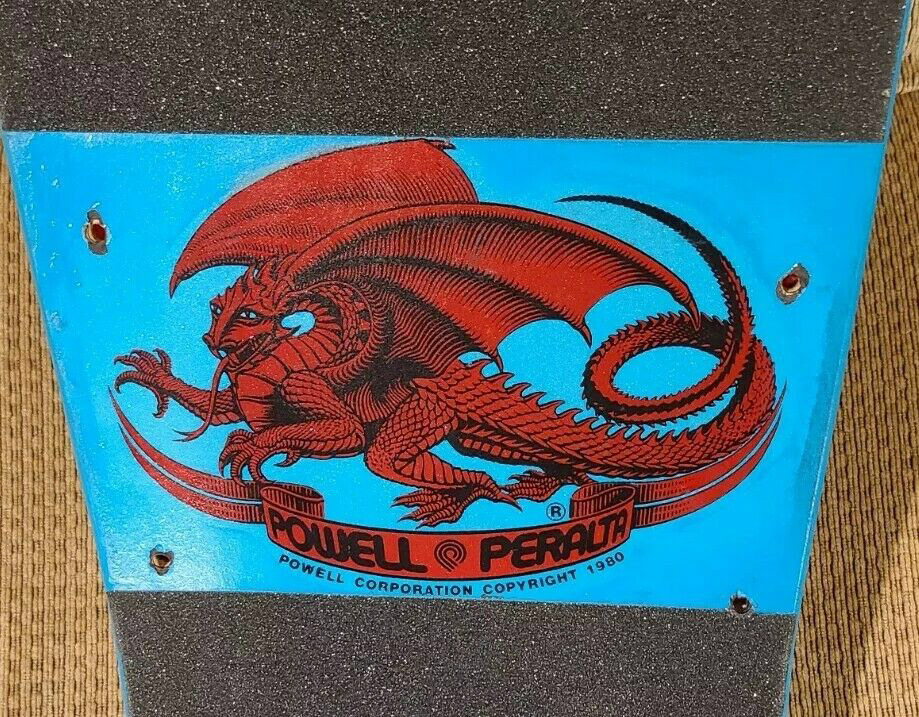 ®
POWELL PERALTA
POWELL CORPORATION COPYRIGHT 1980